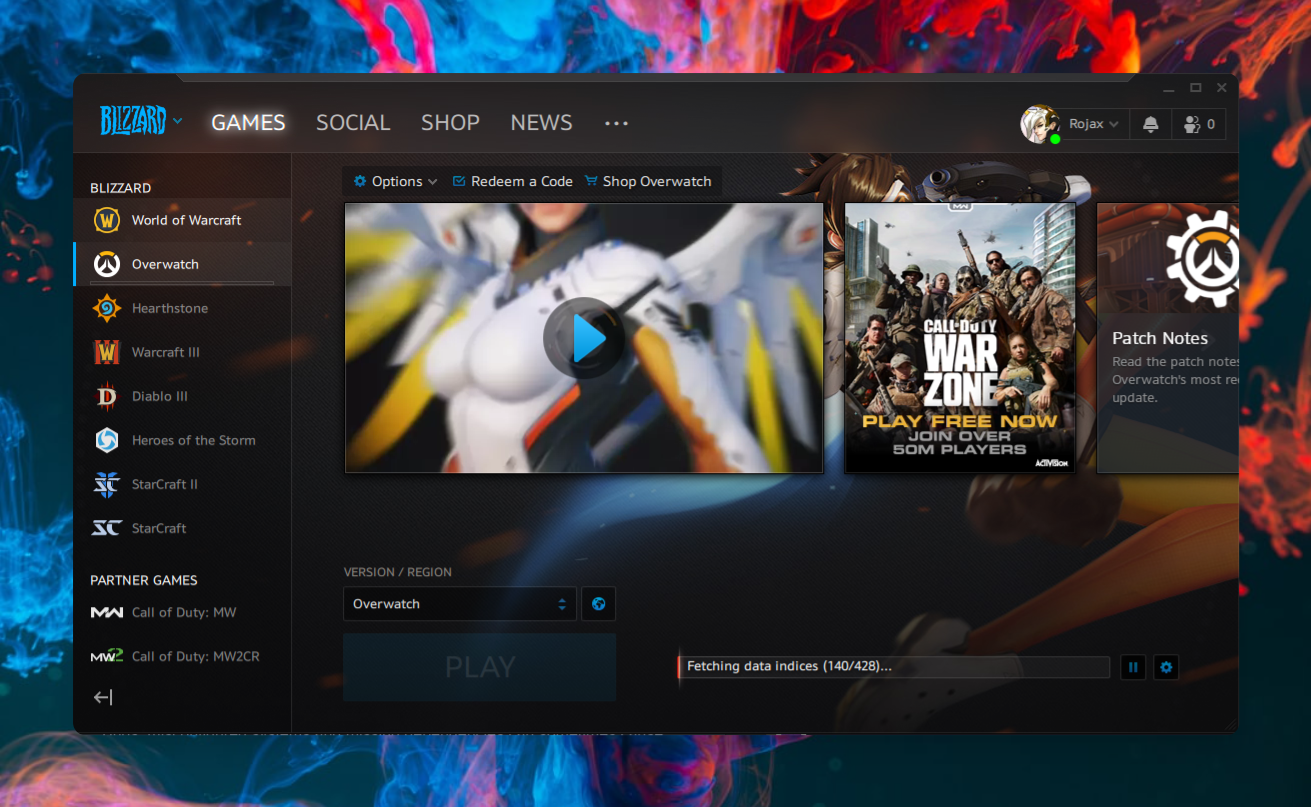 BLIZZARD
GAMES
SOCIAL
SHOP
NEWS
Rojax
0
BLIZZARD
World of Warcraft
Overwatch
Hearthstone
Warcraft III
Diablo III
Heroes of the Storm
StarCraft II
StarCraft
PARTNER GAMES
Call of Duty: MW
Call of Duty: MW2CR
Options
Redeem a Code
Shop Overwatch
MW
CALL OF DUTY
WAR
ZONE
PLAY FREE NOW
JOIN OVER
50M PLAYERS
ACTIVISION
Patch Notes
Read the patch notes
Overwatch's most re
update.
VERSION / REGION
Overwatch
PLAY
Fetching data indices (140/428)...